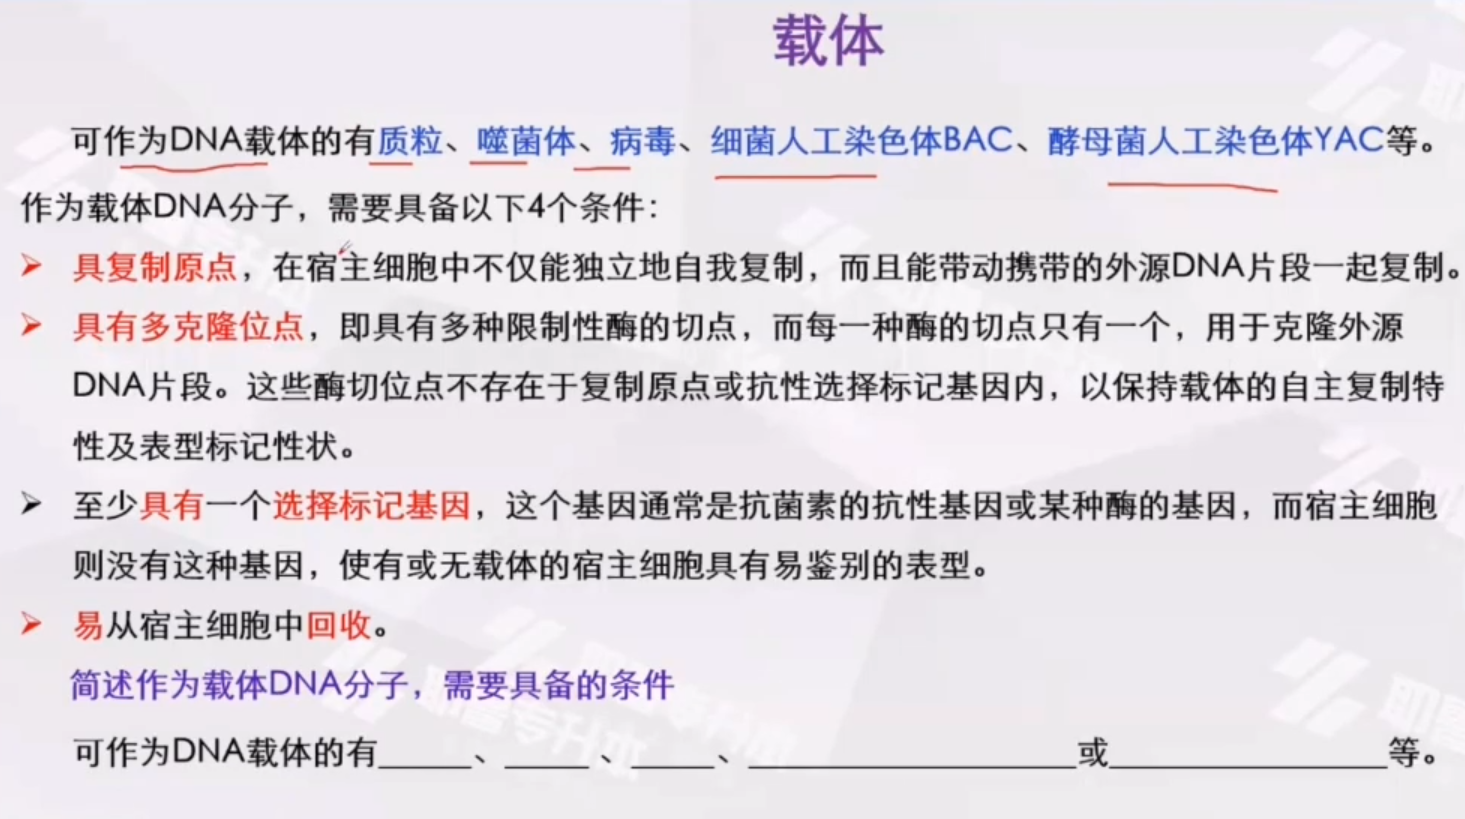 载体
可作为DNA载体的有质粒、噬菌体、病毒、细菌人工染色体BAC、酵母菌人工染色体YAC等。
作为载体DNA分子，需要具备以下4个条件：
➢ 具复制原点，在宿主细胞中不仅能独立地自我复制，而且能带动携带的外源DNA片段一起复制。
➢ 具有多克隆位点，即具有多种限制性酶的切点，而每一种酶的切点只有一个，用于克隆外源
DNA片段。这些酶切位点不存在于复制原点或抗性选择标记基因内，以保持载体的自主复制特
性及表型标记性状。
➢ 至少具有一个选择标记基因，这个基因通常是抗菌素的抗性基因或某种酶的基因，而宿主细胞
则没有这种基因，使有或无载体的宿主细胞具有易鉴别的表型。
➢ 易从宿主细胞中回收。
简述作为载体DNA分子，需要具备的条件
可作为DNA载体的有_____、_____、_____、__________________或_______________等。